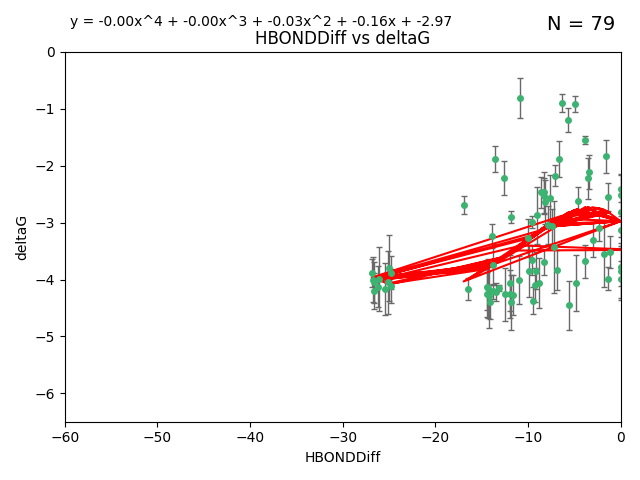 y = -0.00x^4 + -0.00x^3 + -0.03x^2 + -0.16x + -2.97
N = 79
HBONDDiff vs deltaG
0
−1
−2
−3
−4
−5
−6
deltaG
−60 −50 −40 −30 −20 −10 0
HBONDDiff